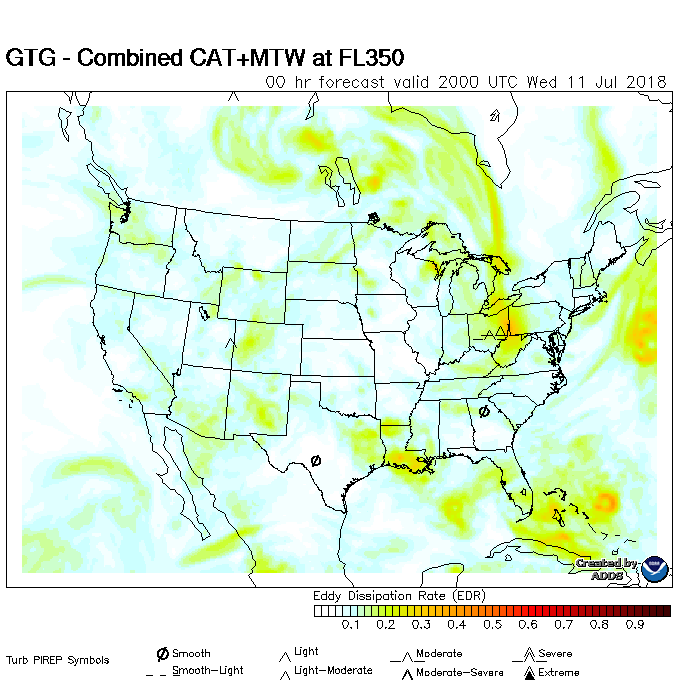 GTG - Combined CAT+MTW at FL350
00 hr forecast valid 2000 UTC Wed 11 Jul 2018
Created by
ADDS
NOAA
Eddy Dissipation Rate (EDR)
0.1 0.2 0.3 0.4 0.5 0.6 0.7 0.8 0.9
Turb PIREP Symbols
Smooth Light Moderate Severe
Smooth-Light Light-Moderate Moderate-Severe Extreme